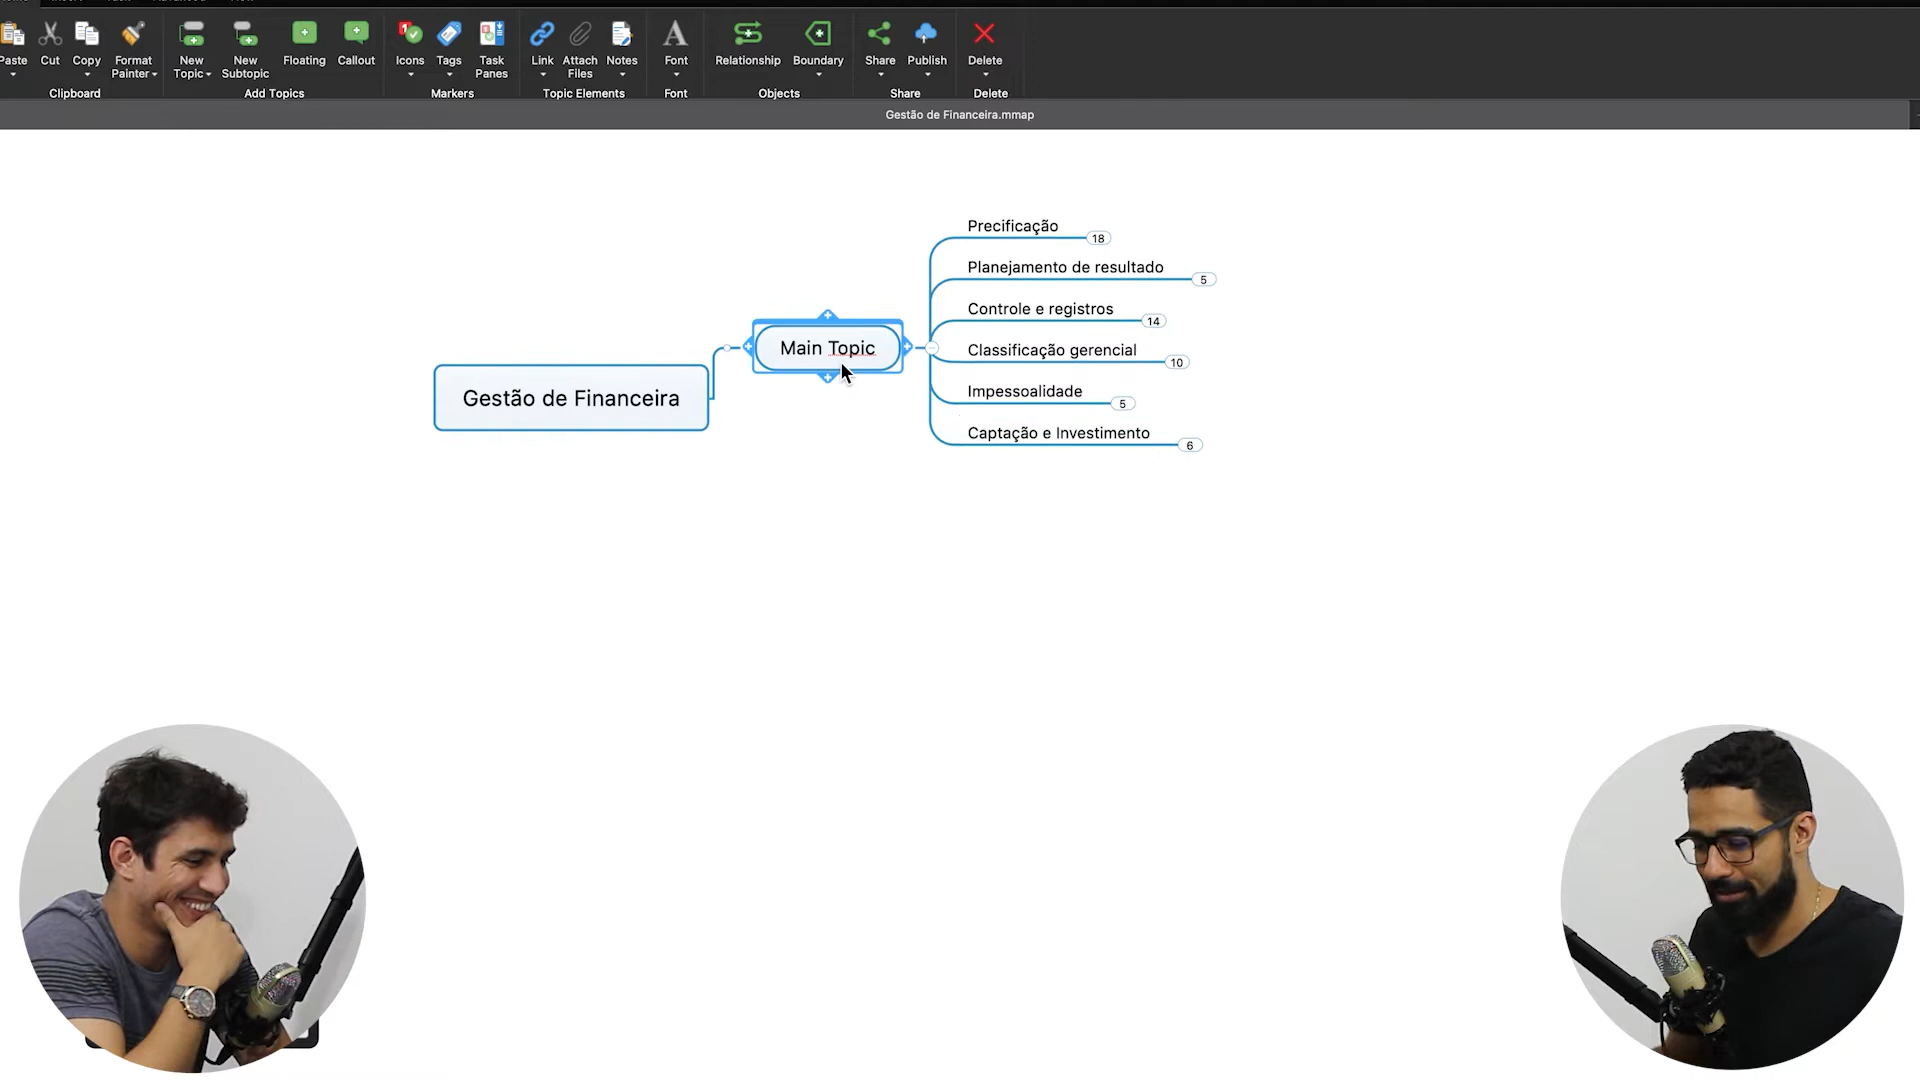 Paste
Cut
Copy
Format
Painter
Clipboard
New
Topic
New
Subtopic
Floating
Callout
Add Topics
Icons
Tags
Task
Panes
Markers
Link
Attach
Files
Notes
Topic Elements
Font
Font
Relationship
Boundary
Objects
Share
Publish
Share
Delete
Delete
Gestão de Financeira.mmap
Precificação 18
Planejamento de resultado 5
Controle e registros 14
Main Topic
Classificação gerencial 10
Gestão de Financeira
Impessoalidade 5
Captação e Investimento 6